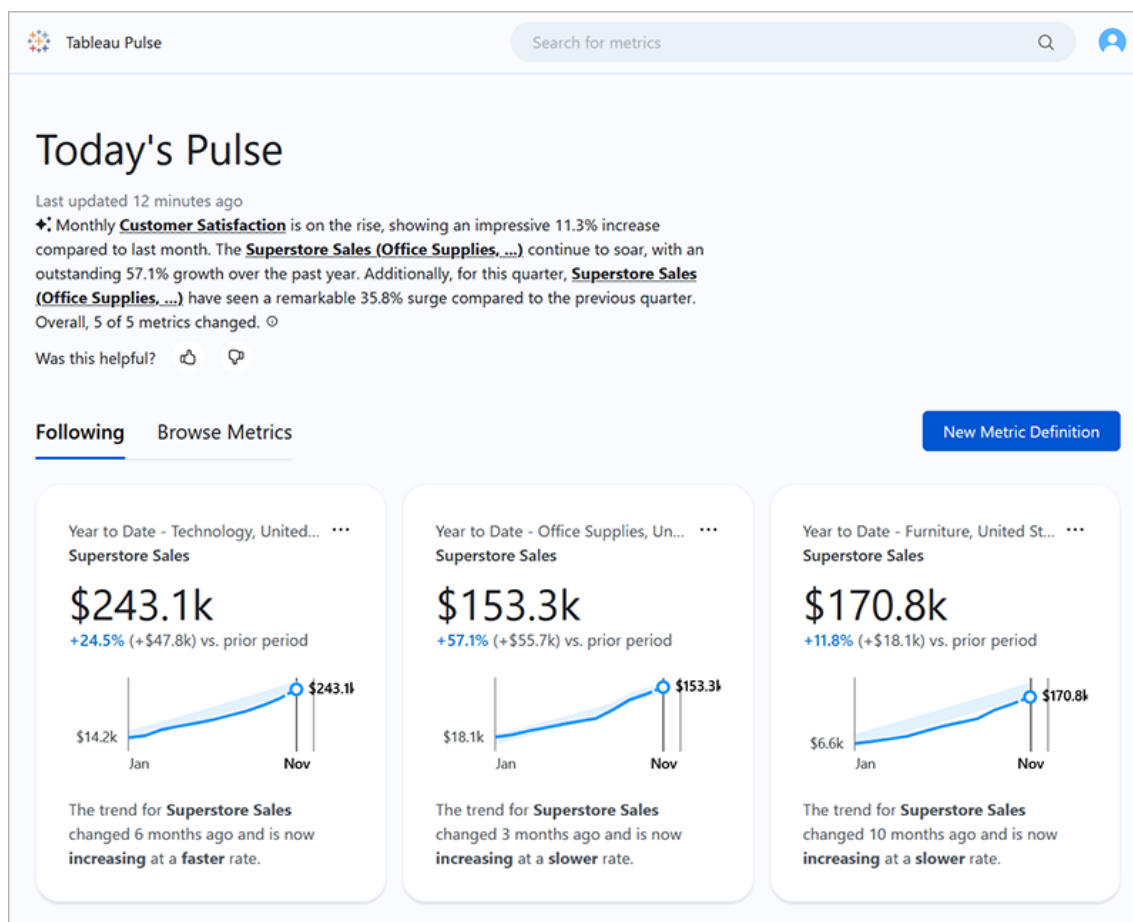 Tableau Pulse
Search for metrics
Today's Pulse
Last updated 12 minutes ago
Monthly Customer Satisfaction is on the rise, showing an impressive 11.3% increase
compared to last month. The Superstore Sales (Office Supplies, ...) continue to soar, with an
outstanding 57.1% growth over the past year. Additionally, for this quarter, Superstore Sales
(Office Supplies, ...) have seen a remarkable 35.8% surge compared to the previous quarter.
Overall, 5 of 5 metrics changed.
Was this helpful?
Following Browse Metrics
New Metric Definition
Year to Date - Technology, United...
Superstore Sales
$243.1k
+24.5% (+$47.8k) vs. prior period
$243.1k
$14.2k
Jan Nov
The trend for Superstore Sales
changed 6 months ago and is now
increasing at a faster rate.
Year to Date - Office Supplies, Un...
Superstore Sales
$153.3k
+57.1% (+$55.7k) vs. prior period
$153.3k
$18.1k
Jan Nov
The trend for Superstore Sales
changed 3 months ago and is now
increasing at a slower rate.
Year to Date - Furniture, United St...
Superstore Sales
$170.8k
+11.8% (+$18.1k) vs. prior period
$170.8k
$6.6k
Jan Nov
The trend for Superstore Sales
changed 10 months ago and is now
increasing at a slower rate.